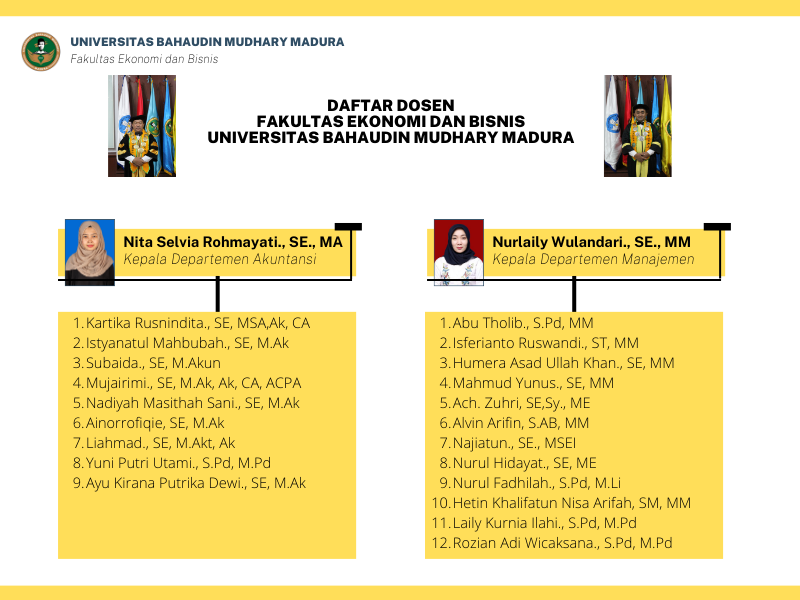 UNIVERSITAS BAHAUDIN MUDHARY MADURA
Fakultas Ekonomi dan Bisnis
DAFTAR DOSEN
FAKULTAS EKONOMI DAN BISNIS
UNIVERSITAS BAHAUDIN MUDHARY MADURA
Nita Selvia Rohmayati., SE., MA
Kepala Departemen Akuntansi
1. Kartika Rusnindita., SE, MSA,Ak, CA
2. Istyanatul Mahbubah., SE, M.Ak
3. Subaida., SE, M.Akun
4. Mujairimi., SE, M.Ak, Ak, CA, ACPA
5. Nadiyah Masithah Sani., SE, M.Ak
6. Ainorrofiqie, SE, M.Ak
7. Liahmad., SE, M.Akt, Ak
8. Yuni Putri Utami., S.Pd, M.Pd
9. Ayu Kirana Putrika Dewi., SE, M.Ak
Nurlaily Wulandari., SE., MM
Kepala Departemen Manajemen
1. Abu Tholib., S.Pd, MM
2. Isferianto Ruswandi., ST, MM
3. Humera Asad Ullah Khan., SE, MM
4. Mahmud Yunus., SE, MM
5. Ach. Zuhri, SE,Sy., ME
6. Alvin Arifin, S.AB, MM
7. Najiatun., SE., MSEI
8. Nurul Hidayat., SE, ME
9. Nurul Fadhilah., S.Pd, M.Li
10. Hetin Khalifatun Nisa Arifah, SM, MM
11. Laily Kurnia Ilahi., S.Pd, M.Pd
12. Rozian Adi Wicaksana., S.Pd, M.Pd